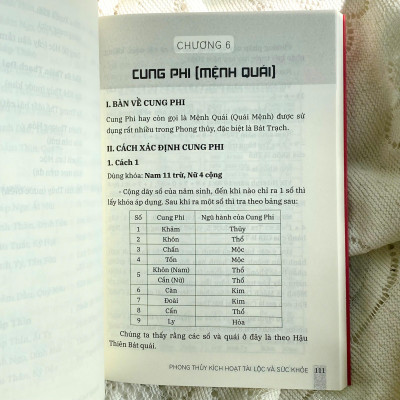 CHƯƠNG 6
CUNG PHI (MỆNH QUÁI)
I. BÀN VỀ CUNG PHI
Cung Phi hay còn gọi là Mệnh Quái (Quái Mệnh) được sử
dụng rất nhiều trong Phong thủy, đặc biệt là Bát Trạch.
II. CÁCH XÁC ĐỊNH CUNG PHI
1. Cách 1
Dùng khóa: Nam 11 trừ, Nữ 4 cộng
- Cộng dãy số của năm sinh, đến khi nào chỉ ra 1 số thì
lấy khóa áp dụng. Sau khi ra một số thì tra theo bảng sau:
Số Cung Phi Ngũ hành của Cung Phi
1 Khảm Thủy
2 Khôn Thổ
3 Chấn Mộc
4 Tốn Mộc
5 Khôn (Nam) Thổ
Cấn (Nữ) Thổ
6 Càn Kim
7 Đoài Kim
8 Cấn Thổ
9 Ly Hỏa
Chúng ta thấy rằng các số và quái ở đây là theo Hậu
Thiên Bát quái.
PHONG THỦY KÍCH HOẠT TÀI LỘC VÀ SỨC KHỎE 111